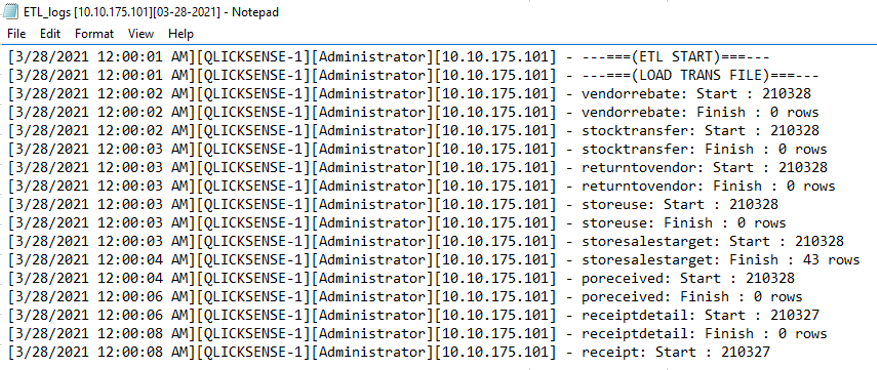 ETL_logs [10.10.175.101][03-28-2021] - Notepad
File Edit Format View Help
[3/28/2021 12:00:01 AM][QLICKSENSE-1][Administrator][10.10.175.101] - ---===(ETL START)===---
[3/28/2021 12:00:01 AM][QLICKSENSE-1][Administrator][10.10.175.101] - ---===(LOAD TRANS FILE)===---
[3/28/2021 12:00:02 AM][QLICKSENSE-1][Administrator][10.10.175.101] - vendorrebate: Start : 210328
[3/28/2021 12:00:02 AM][QLICKSENSE-1][Administrator][10.10.175.101] - vendorrebate: Finish : 0 rows
[3/28/2021 12:00:02 AM][QLICKSENSE-1][Administrator][10.10.175.101] - stocktransfer: Start : 210328
[3/28/2021 12:00:03 AM][QLICKSENSE-1][Administrator][10.10.175.101] - stocktransfer: Finish : 0 rows
[3/28/2021 12:00:03 AM][QLICKSENSE-1][Administrator][10.10.175.101] - returntovendor: Start : 210328
[3/28/2021 12:00:03 AM][QLICKSENSE-1][Administrator][10.10.175.101] - returntovendor: Finish : 0 rows
[3/28/2021 12:00:03 AM][QLICKSENSE-1][Administrator][10.10.175.101] - storeuse: Start : 210328
[3/28/2021 12:00:03 AM][QLICKSENSE-1][Administrator][10.10.175.101] - storeuse: Finish : 0 rows
[3/28/2021 12:00:03 AM][QLICKSENSE-1][Administrator][10.10.175.101] - storesalestarget: Start : 210328
[3/28/2021 12:00:04 AM][QLICKSENSE-1][Administrator][10.10.175.101] - storesalestarget: Finish : 43 rows
[3/28/2021 12:00:04 AM][QLICKSENSE-1][Administrator][10.10.175.101] - poreceived: Start : 210328
[3/28/2021 12:00:06 AM][QLICKSENSE-1][Administrator][10.10.175.101] - poreceived: Finish : 0 rows
[3/28/2021 12:00:06 AM][QLICKSENSE-1][Administrator][10.10.175.101] - receiptdetail: Start : 210327
[3/28/2021 12:00:08 AM][QLICKSENSE-1][Administrator][10.10.175.101] - receiptdetail: Finish : 0 rows
[3/28/2021 12:00:08 AM][QLICKSENSE-1][Administrator][10.10.175.101] - receipt: Start : 210327